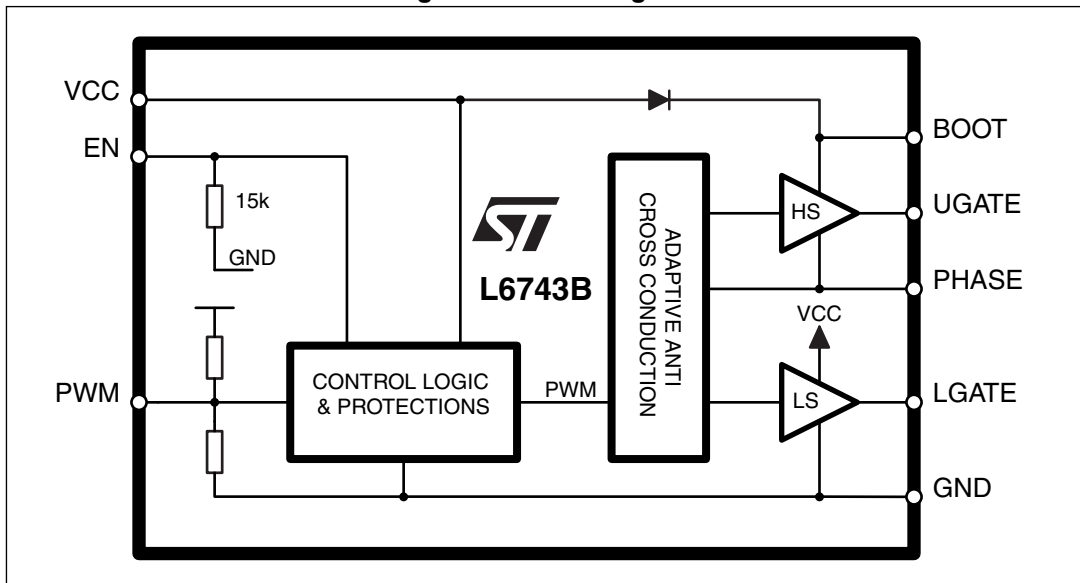 VCC
EN
15k
GND
PWM
CONTROL LOGIC
& PROTECTIONS
ST
L6743B
PWM
ADAPTIVE ANTI
CROSS CONDUCTION
HS
VCC
LS
BOOT
UGATE
PHASE
LGATE
GND